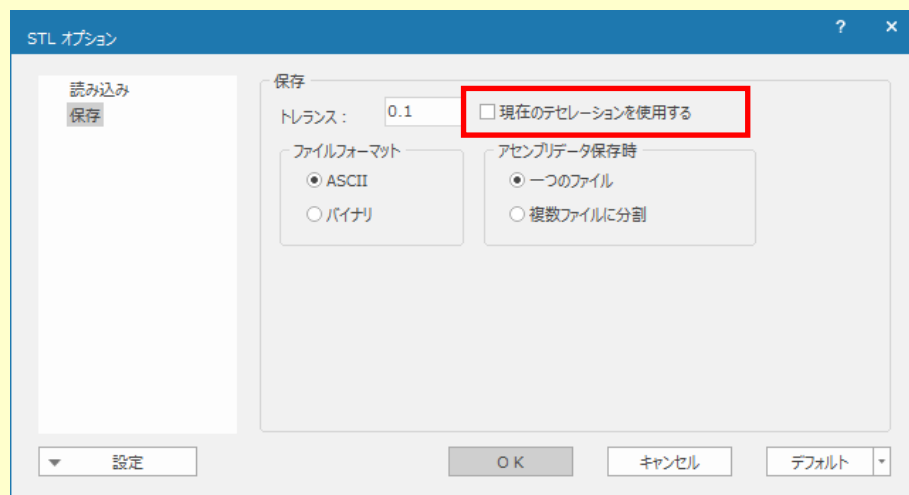 STL オプション
? ×
読み込み
保存
保存
トレランス : 0.1 現在のテセレーションを使用する
ファイルフォーマット
ASCII
バイナリ
アセンブリデータ保存時
一つのファイル
複数ファイルに分割
設定
OK
キャンセル
デフォルト